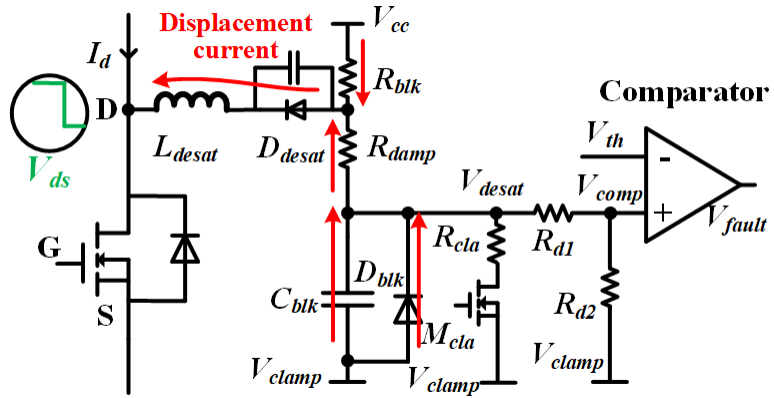 Displacement
current
V_cc
I_d
R_blk
Comparator
D
V_th
-
L_desat
D_desat
R_damp
V_ds
V_desat
V_comp
+
V_fault
G
R_cla
R_d1
D_blk
C_blk
R_d2
S
M_cla
V_clamp
V_clamp
V_clamp